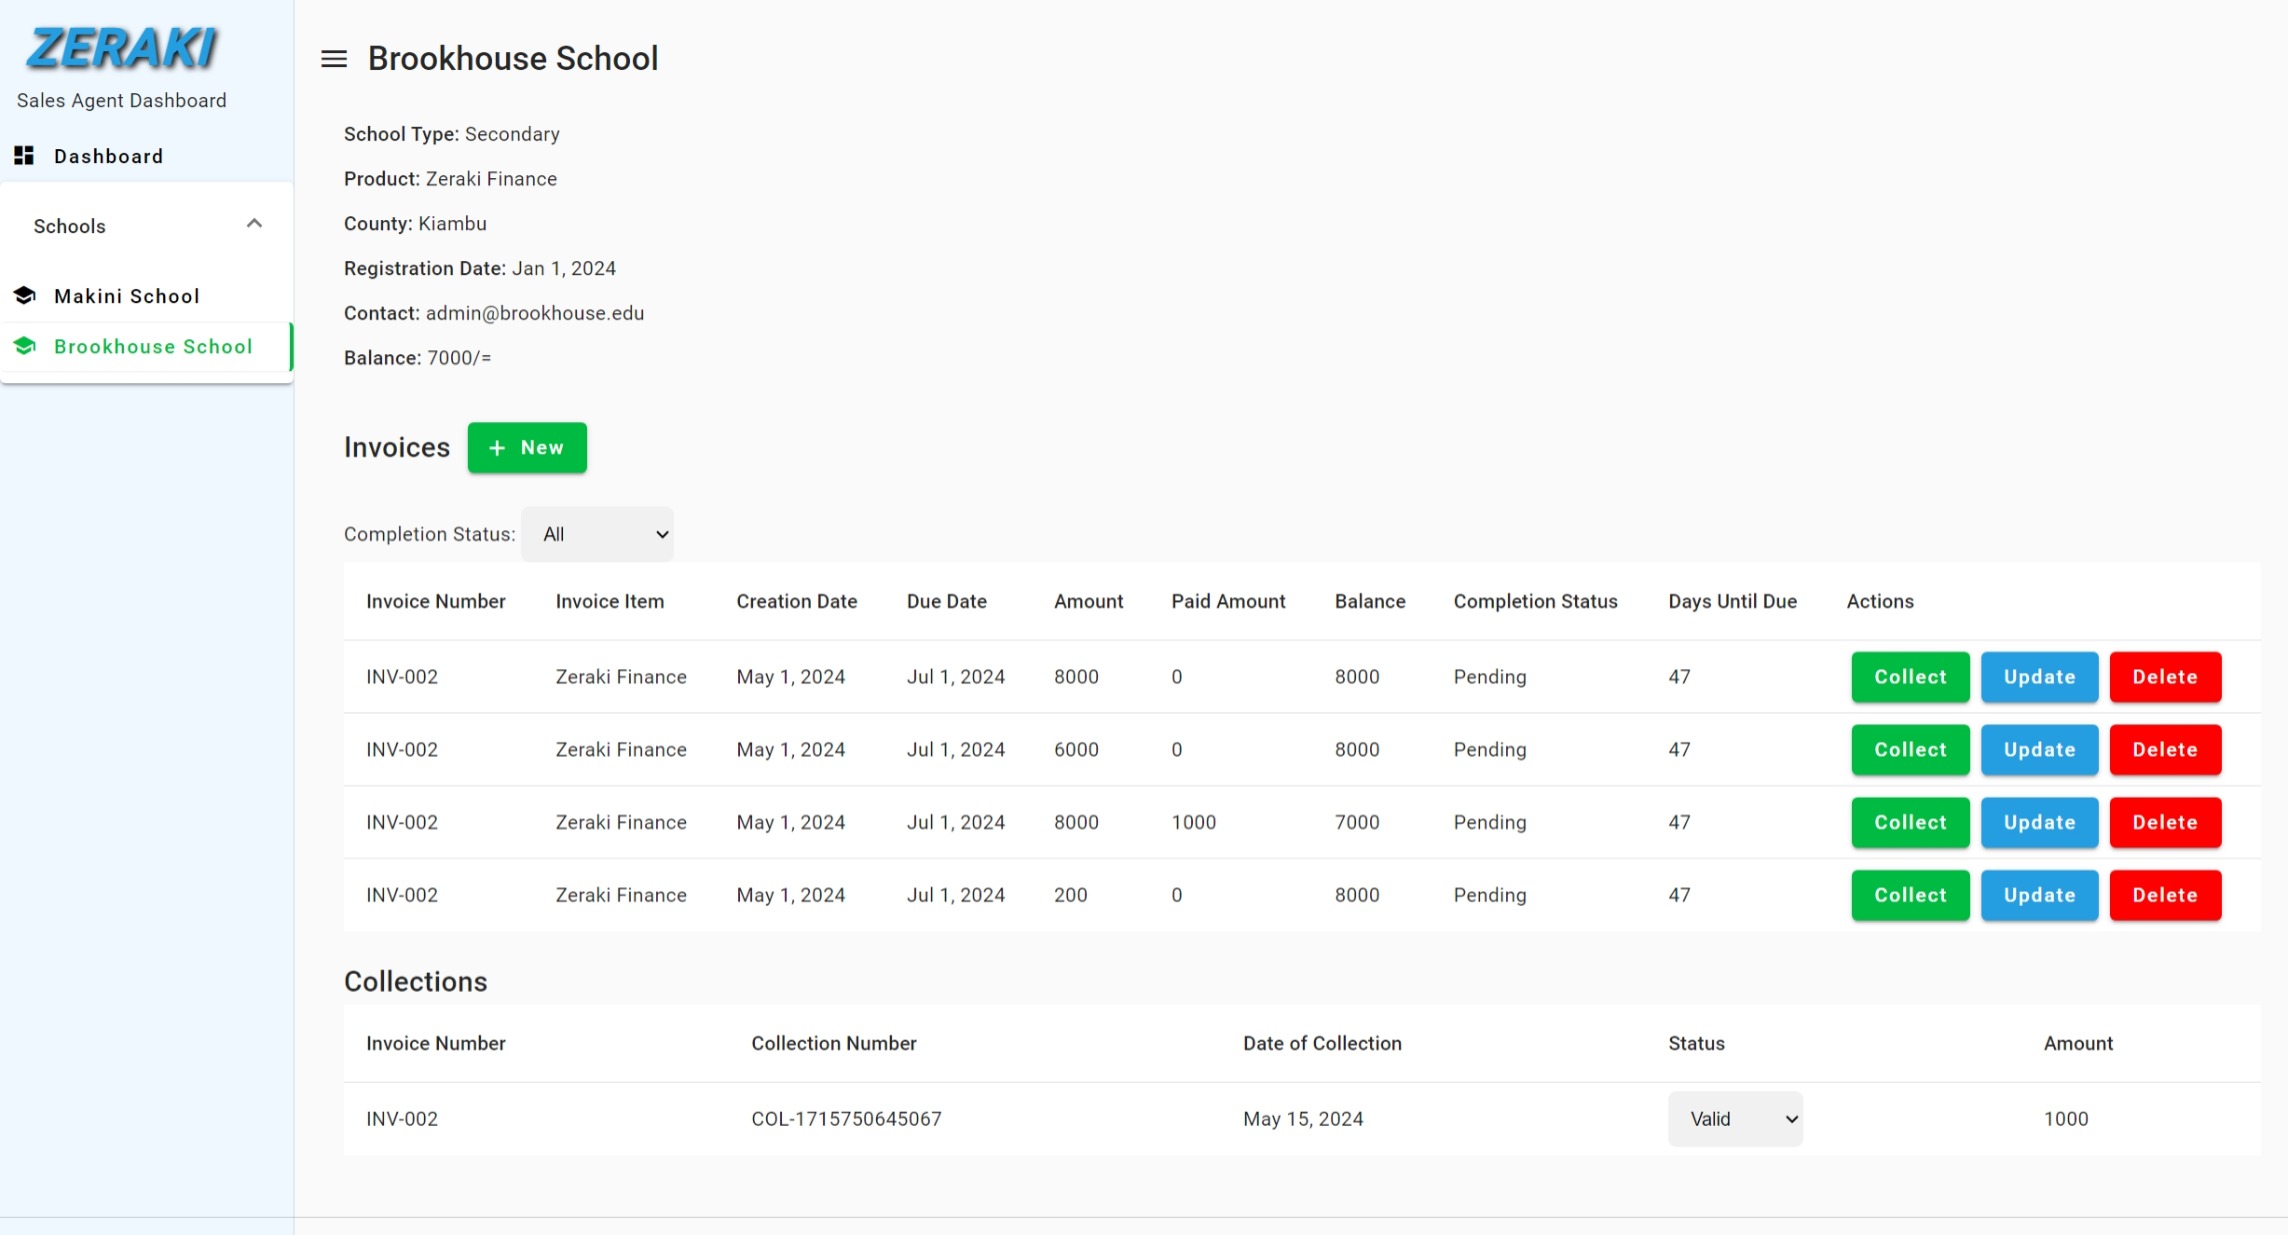 ZERAKI
Sales Agent Dashboard
Dashboard
Schools
Makini School
Brookhouse School
Brookhouse School
School Type: Secondary
Product: Zeraki Finance
County: Kiambu
Registration Date: Jan 1, 2024
Contact: admin@brookhouse.edu
Balance: 7000/=
Invoices + New
Completion Status: All
Invoice Number Invoice Item Creation Date Due Date Amount Paid Amount Balance Completion Status Days Until Due Actions
INV-002 Zeraki Finance May 1, 2024 Jul 1, 2024 8000 0 8000 Pending 47 Collect Update Delete
INV-002 Zeraki Finance May 1, 2024 Jul 1, 2024 6000 0 8000 Pending 47 Collect Update Delete
INV-002 Zeraki Finance May 1, 2024 Jul 1, 2024 8000 1000 7000 Pending 47 Collect Update Delete
INV-002 Zeraki Finance May 1, 2024 Jul 1, 2024 200 0 8000 Pending 47 Collect Update Delete
Collections
Invoice Number Collection Number Date of Collection Status Amount
INV-002 COL-1715750645067 May 15, 2024 Valid 1000